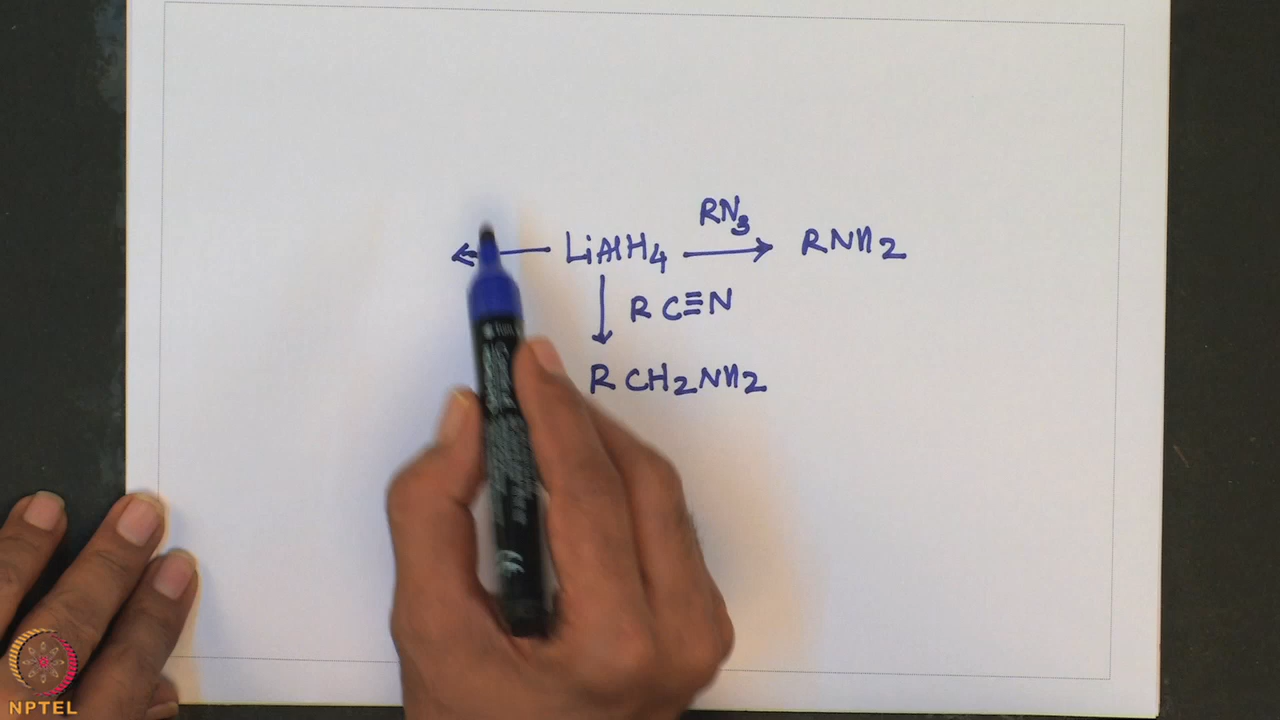 RN3
LiAlH4 → RNH2
↓ RC≡N
RCH2NH2
NPTEL